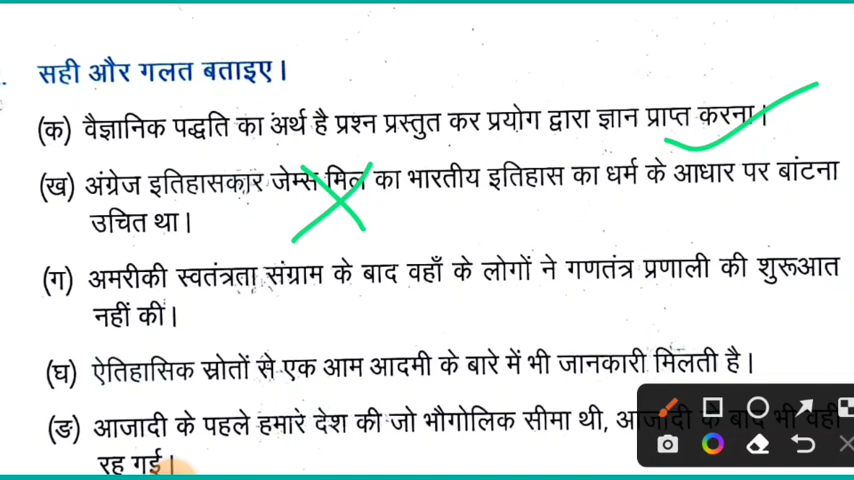 सही और गलत बताइए।
(क) वैज्ञानिक पद्धति का अर्थ है प्रश्न प्रस्तुत कर प्रयोग द्वारा ज्ञान प्राप्त करना।
(ख) अंग्रेज इतिहासकार जेम्स मिल का भारतीय इतिहास का धर्म के आधार पर बांटना
उचित था।
(ग) अमरीकी स्वतंत्रता संग्राम के बाद वहाँ के लोगों ने गणतंत्र प्रणाली की शुरूआत
नहीं की।
(घ) ऐतिहासिक स्रोतों से एक आम आदमी के बारे में भी जानकारी मिलती है।
(ङ) आजादी के पहले हमारे देश की जो भौगोलिक सीमा थी, आजादी के बाद भी वही
रह गई।